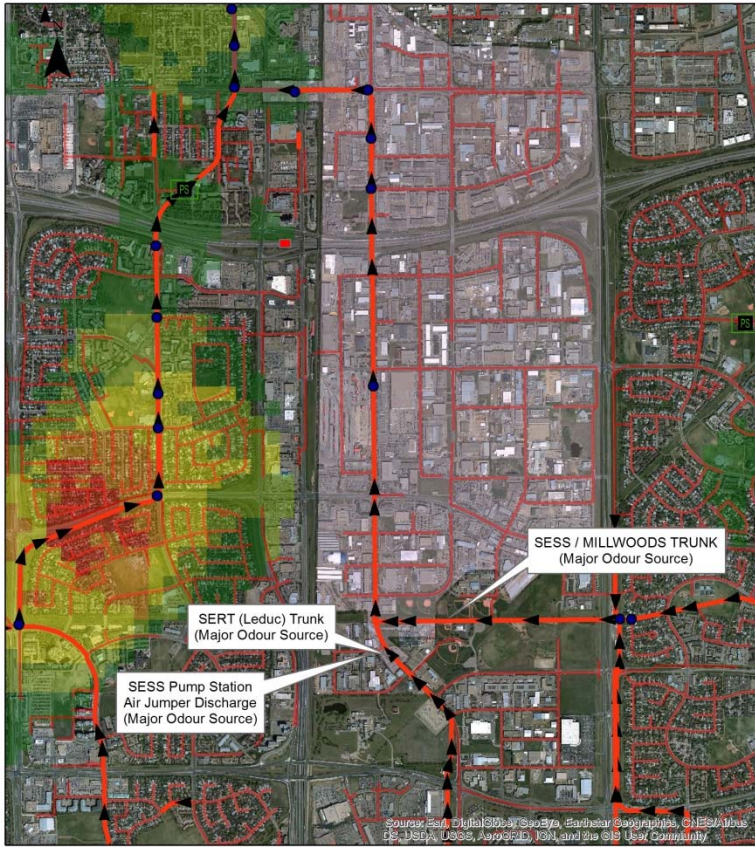 PS
PS
SESS / MILLWOODS TRUNK
(Major Odour Source)
SERT (Leduc) Trunk
(Major Odour Source)
SESS Pump Station
Air Jumper Discharge
(Major Odour Source)
Source: Esri, DigitalGlobe, GeoEye, Earthstar Geographics, CNES/Airbus
DS, USDA, USGS, AeroGRID, IGN, and the GIS User Community